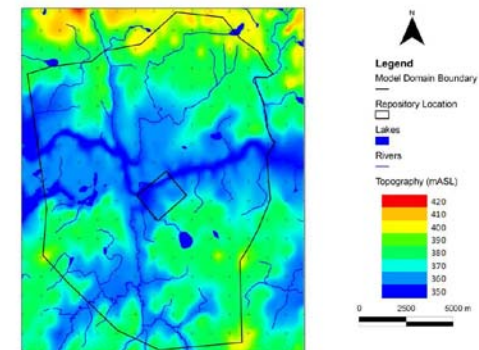 N
Legend
Model Domain Boundary
Repository Location
Lakes
Rivers
Topography (mASL)
420
410
400
390
380
370
360
350
0 2500 5000 m